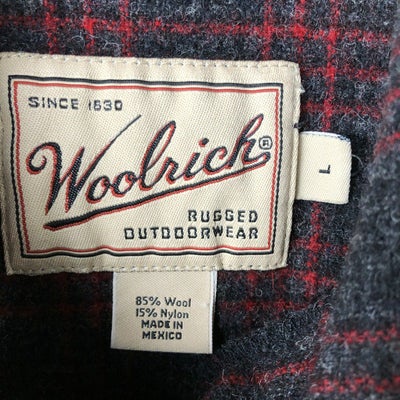 SINCE 1830
Woolrich®
RUGGED
OUTDOORWEAR
L
85% Wool
15% Nylon
MADE IN
MEXICO